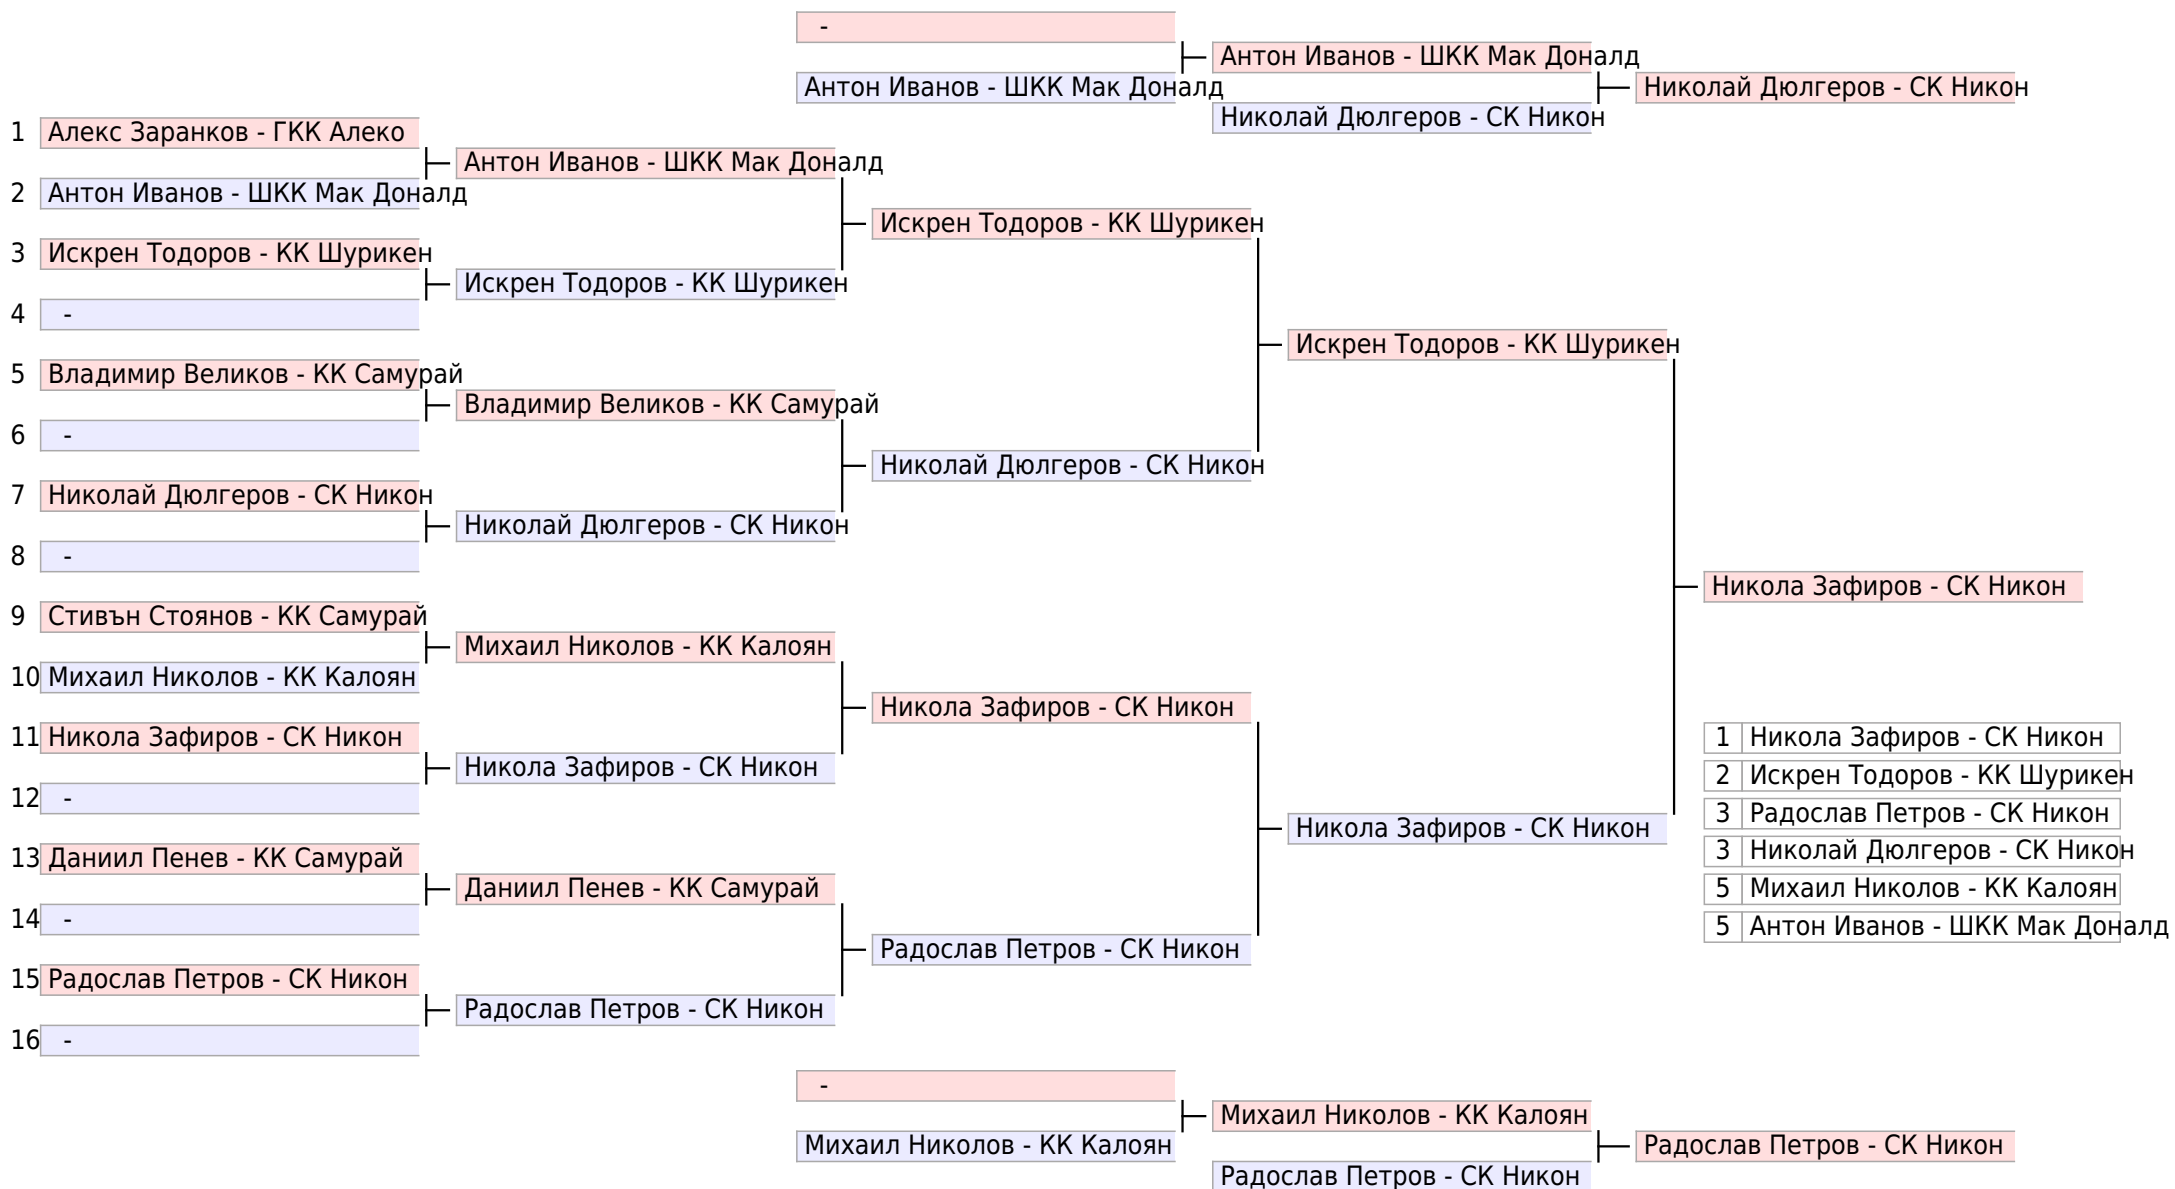 -
Антон Иванов - ШКК Мак Доналд
Антон Иванов - ШКК Мак Доналд
Николай Дюлгеров - СК Никон
Николай Дюлгеров - СК Никон
1 Алекс Заранков - ГКК Алеко
Антон Иванов - ШКК Мак Доналд
2 Антон Иванов - ШКК Мак Доналд
Искрен Тодоров - КК Шурикен
3 Искрен Тодоров - КК Шурикен
Искрен Тодоров - КК Шурикен
4 -
Искрен Тодоров - КК Шурикен
5 Владимир Великов - КК Самурай
Владимир Великов - КК Самурай
6 -
Николай Дюлгеров - СК Никон
7 Николай Дюлгеров - СК Никон
Николай Дюлгеров - СК Никон
8 -
Никола Зафиров - СК Никон
9 Стивън Стоянов - КК Самурай
Михаил Николов - КК Калоян
10 Михаил Николов - КК Калоян
Никола Зафиров - СК Никон
11 Никола Зафиров - СК Никон
Никола Зафиров - СК Никон
12 -
Никола Зафиров - СК Никон
13 Даниил Пенев - КК Самурай
Даниил Пенев - КК Самурай
14 -
Радослав Петров - СК Никон
15 Радослав Петров - СК Никон
Радослав Петров - СК Никон
16 -
1 Никола Зафиров - СК Никон
2 Искрен Тодоров - КК Шурикен
3 Радослав Петров - СК Никон
3 Николай Дюлгеров - СК Никон
5 Михаил Николов - КК Калоян
5 Антон Иванов - ШКК Мак Доналд
-
Михаил Николов - КК Калоян
Михаил Николов - КК Калоян
Радослав Петров - СК Никон
Радослав Петров - СК Никон